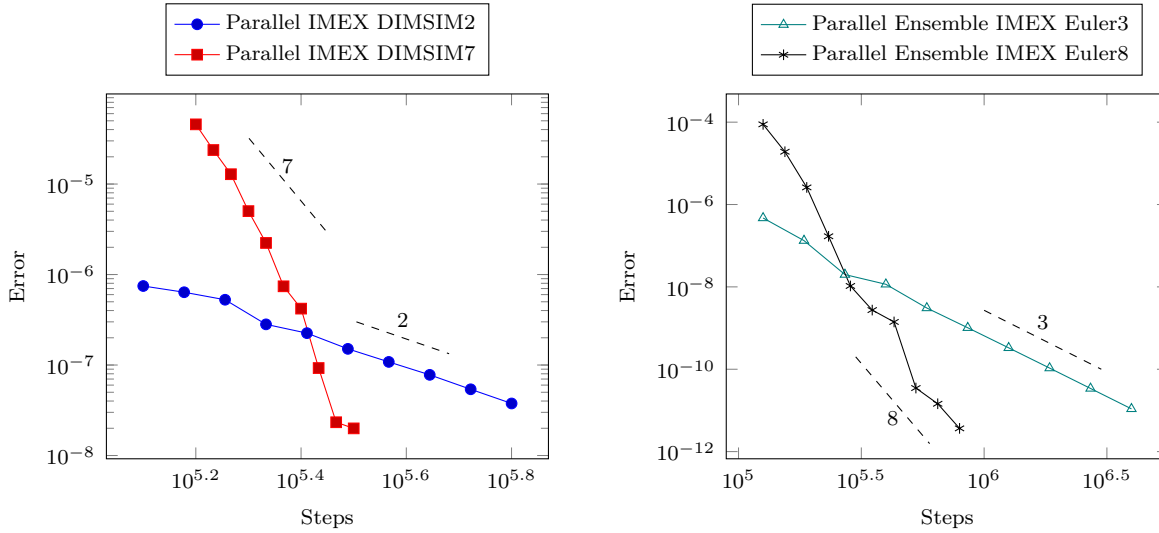 Parallel IMEX DIMSIM2
Parallel IMEX DIMSIM7
10^−5
10^−6
10^−7
10^−8
Error
7
2
10^5.2
10^5.4
10^5.6
10^5.8
Steps
Parallel Ensemble IMEX Euler3
Parallel Ensemble IMEX Euler8
10^−4
10^−6
10^−8
10^−10
10^−12
Error
3
8
10^5
10^5.5
10^6
10^6.5
Steps